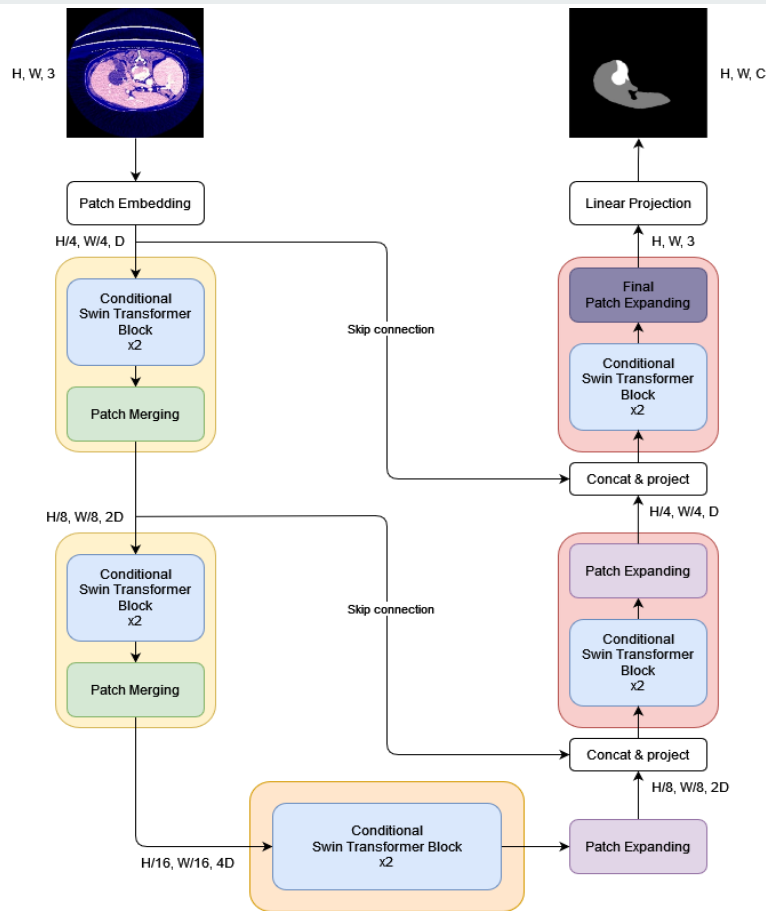 H, W, 3
Patch Embedding
H/4, W/4, D
Conditional
Swin Transformer
Block
x2
Patch Merging
H/8, W/8, 2D
Conditional
Swin Transformer
Block
x2
Patch Merging
H/16, W/16, 4D
Conditional
Swin Transformer Block
x2
Skip connection
Skip connection
H, W, C
Linear Projection
H, W, 3
Final
Patch Expanding
Conditional
Swin Transformer
Block
x2
Concat & project
H/4, W/4, D
Patch Expanding
Conditional
Swin Transformer
Block
x2
Concat & project
H/8, W/8, 2D
Patch Expanding